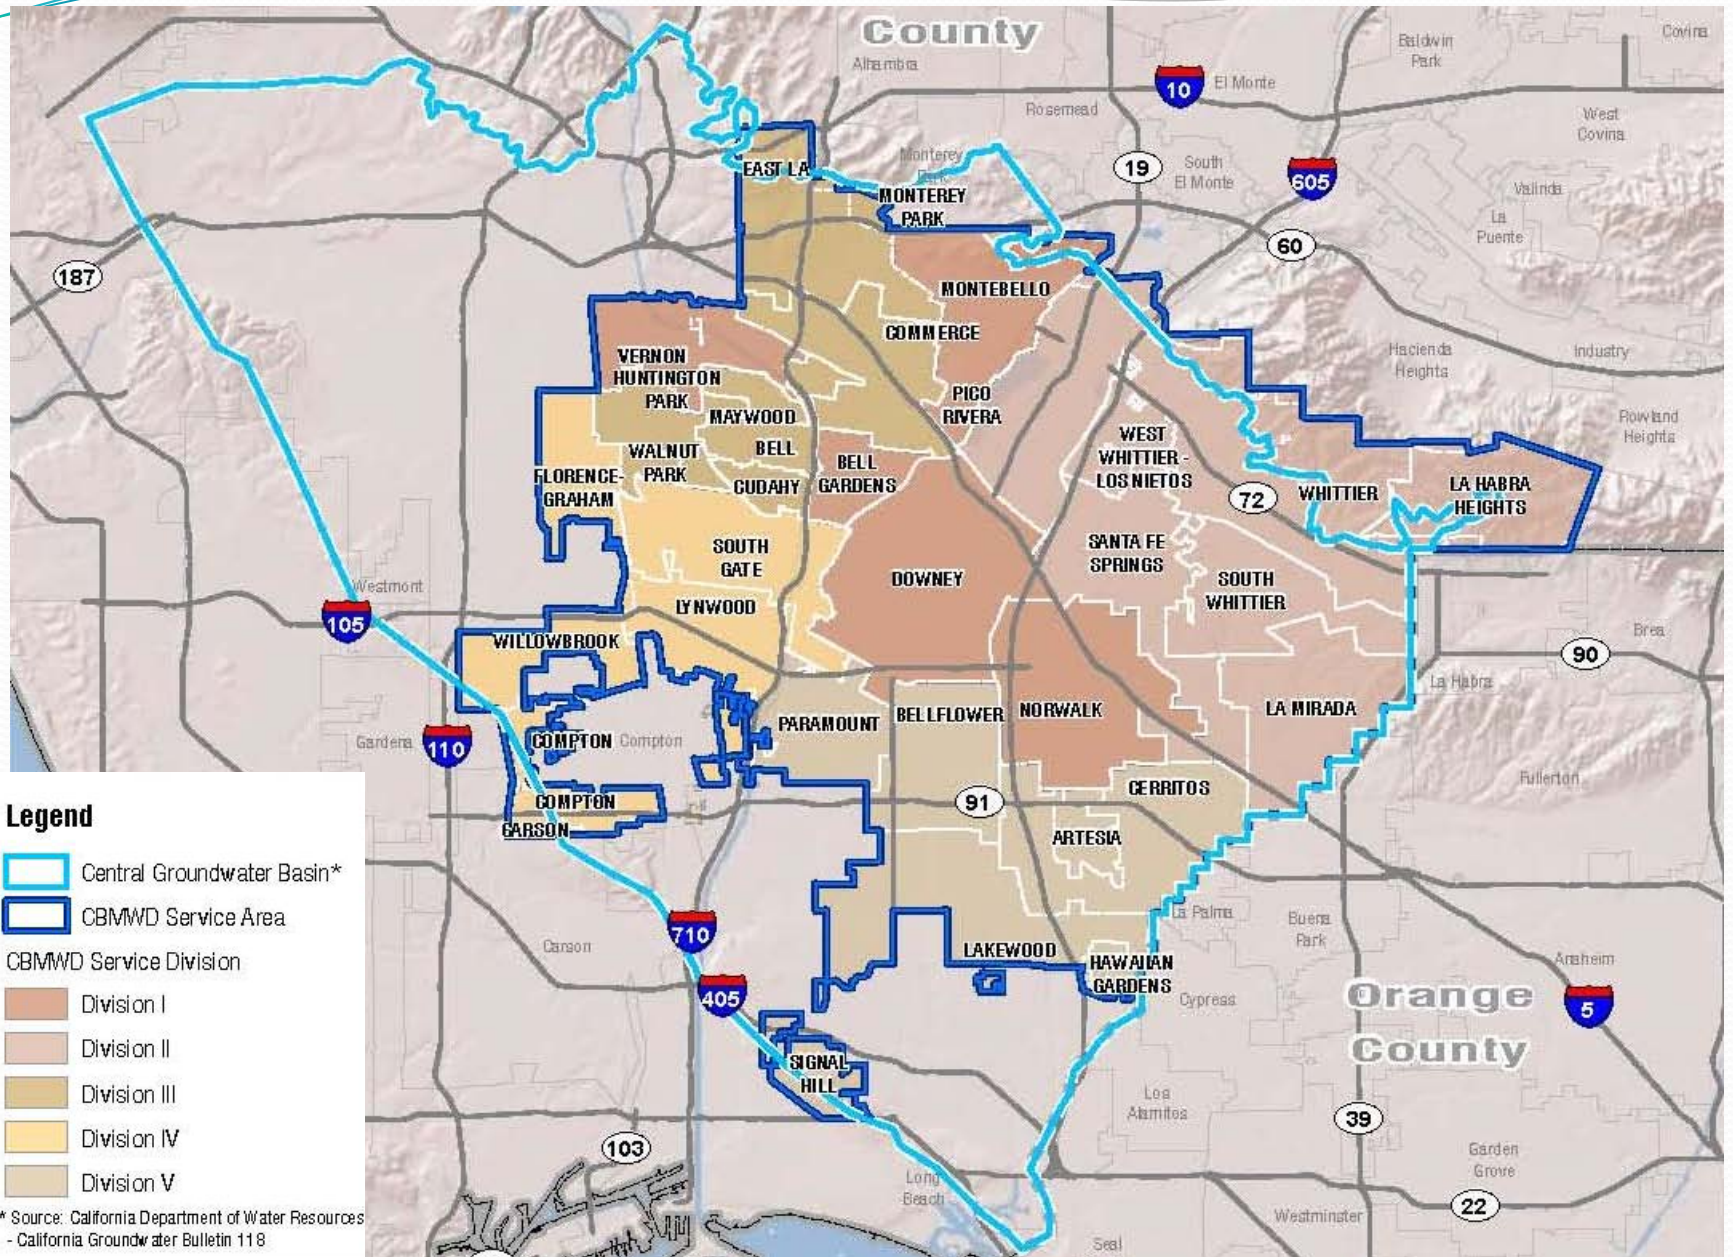 County
Covina
Baldwin
Park
Alhambra
10
El Monte
Rosemead
West
Covina
Monterey
Park
19
South
El Monte
605
EAST LA
Valinda
MONTEREY
PARK
La
Puente
60
187
MONTEBELLO
COMMERCE
VERNON
HUNTINGTON
PARK
Hacienda
Heights
Industry
PICO
RIVERA
MAYWOOD
Rowland
Heights
WALNUT
PARK
BELL
WEST
WHITTIER -
LOS NIETOS
FLORENCE-
GRAHAM
CUDAHY
BELL
GARDENS
72
WHITTIER
LA HABRA
HEIGHTS
SOUTH
GATE
SANTA FE
SPRINGS
DOWNEY
SOUTH
WHITTIER
Westmont
105
LYNWOOD
WILLOWBROOK
Brea
90
La Habra
PARAMOUNT
BELLFLOWER
NORWALK
LA MIRADA
Gardena
110
COMPTON
Compton
Fullerton
COMPTON
CARSON
91
CERRITOS
ARTESIA
La Palma
Buena
Park
Carson
710
LAKEWOOD
HAWAIIAN
GARDENS
Anaheim
405
Cypress
Orange
County
5
SIGNAL
HILL
Los
Alamitos
39
103
Garden
Grove
Long
Beach
22
Westminster
Seal
Legend
Central Groundwater Basin*
CBMWD Service Area
CBMWD Service Division
Division I
Division II
Division III
Division IV
Division V
* Source: California Department of Water Resources
- California Groundwater Bulletin 118